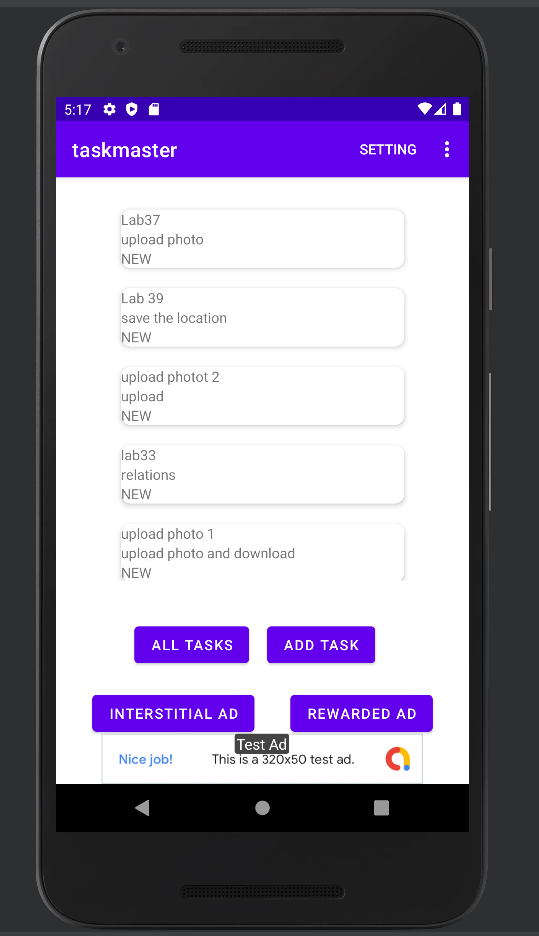 5:17
taskmaster
SETTING
Lab37
upload photo
NEW
Lab 39
save the location
NEW
upload photot 2
upload
NEW
lab33
relations
NEW
upload photo 1
upload photo and download
NEW
ALL TASKS
ADD TASK
INTERSTITIAL AD
REWARDED AD
Test Ad
Nice job!
This is a 320x50 test ad.